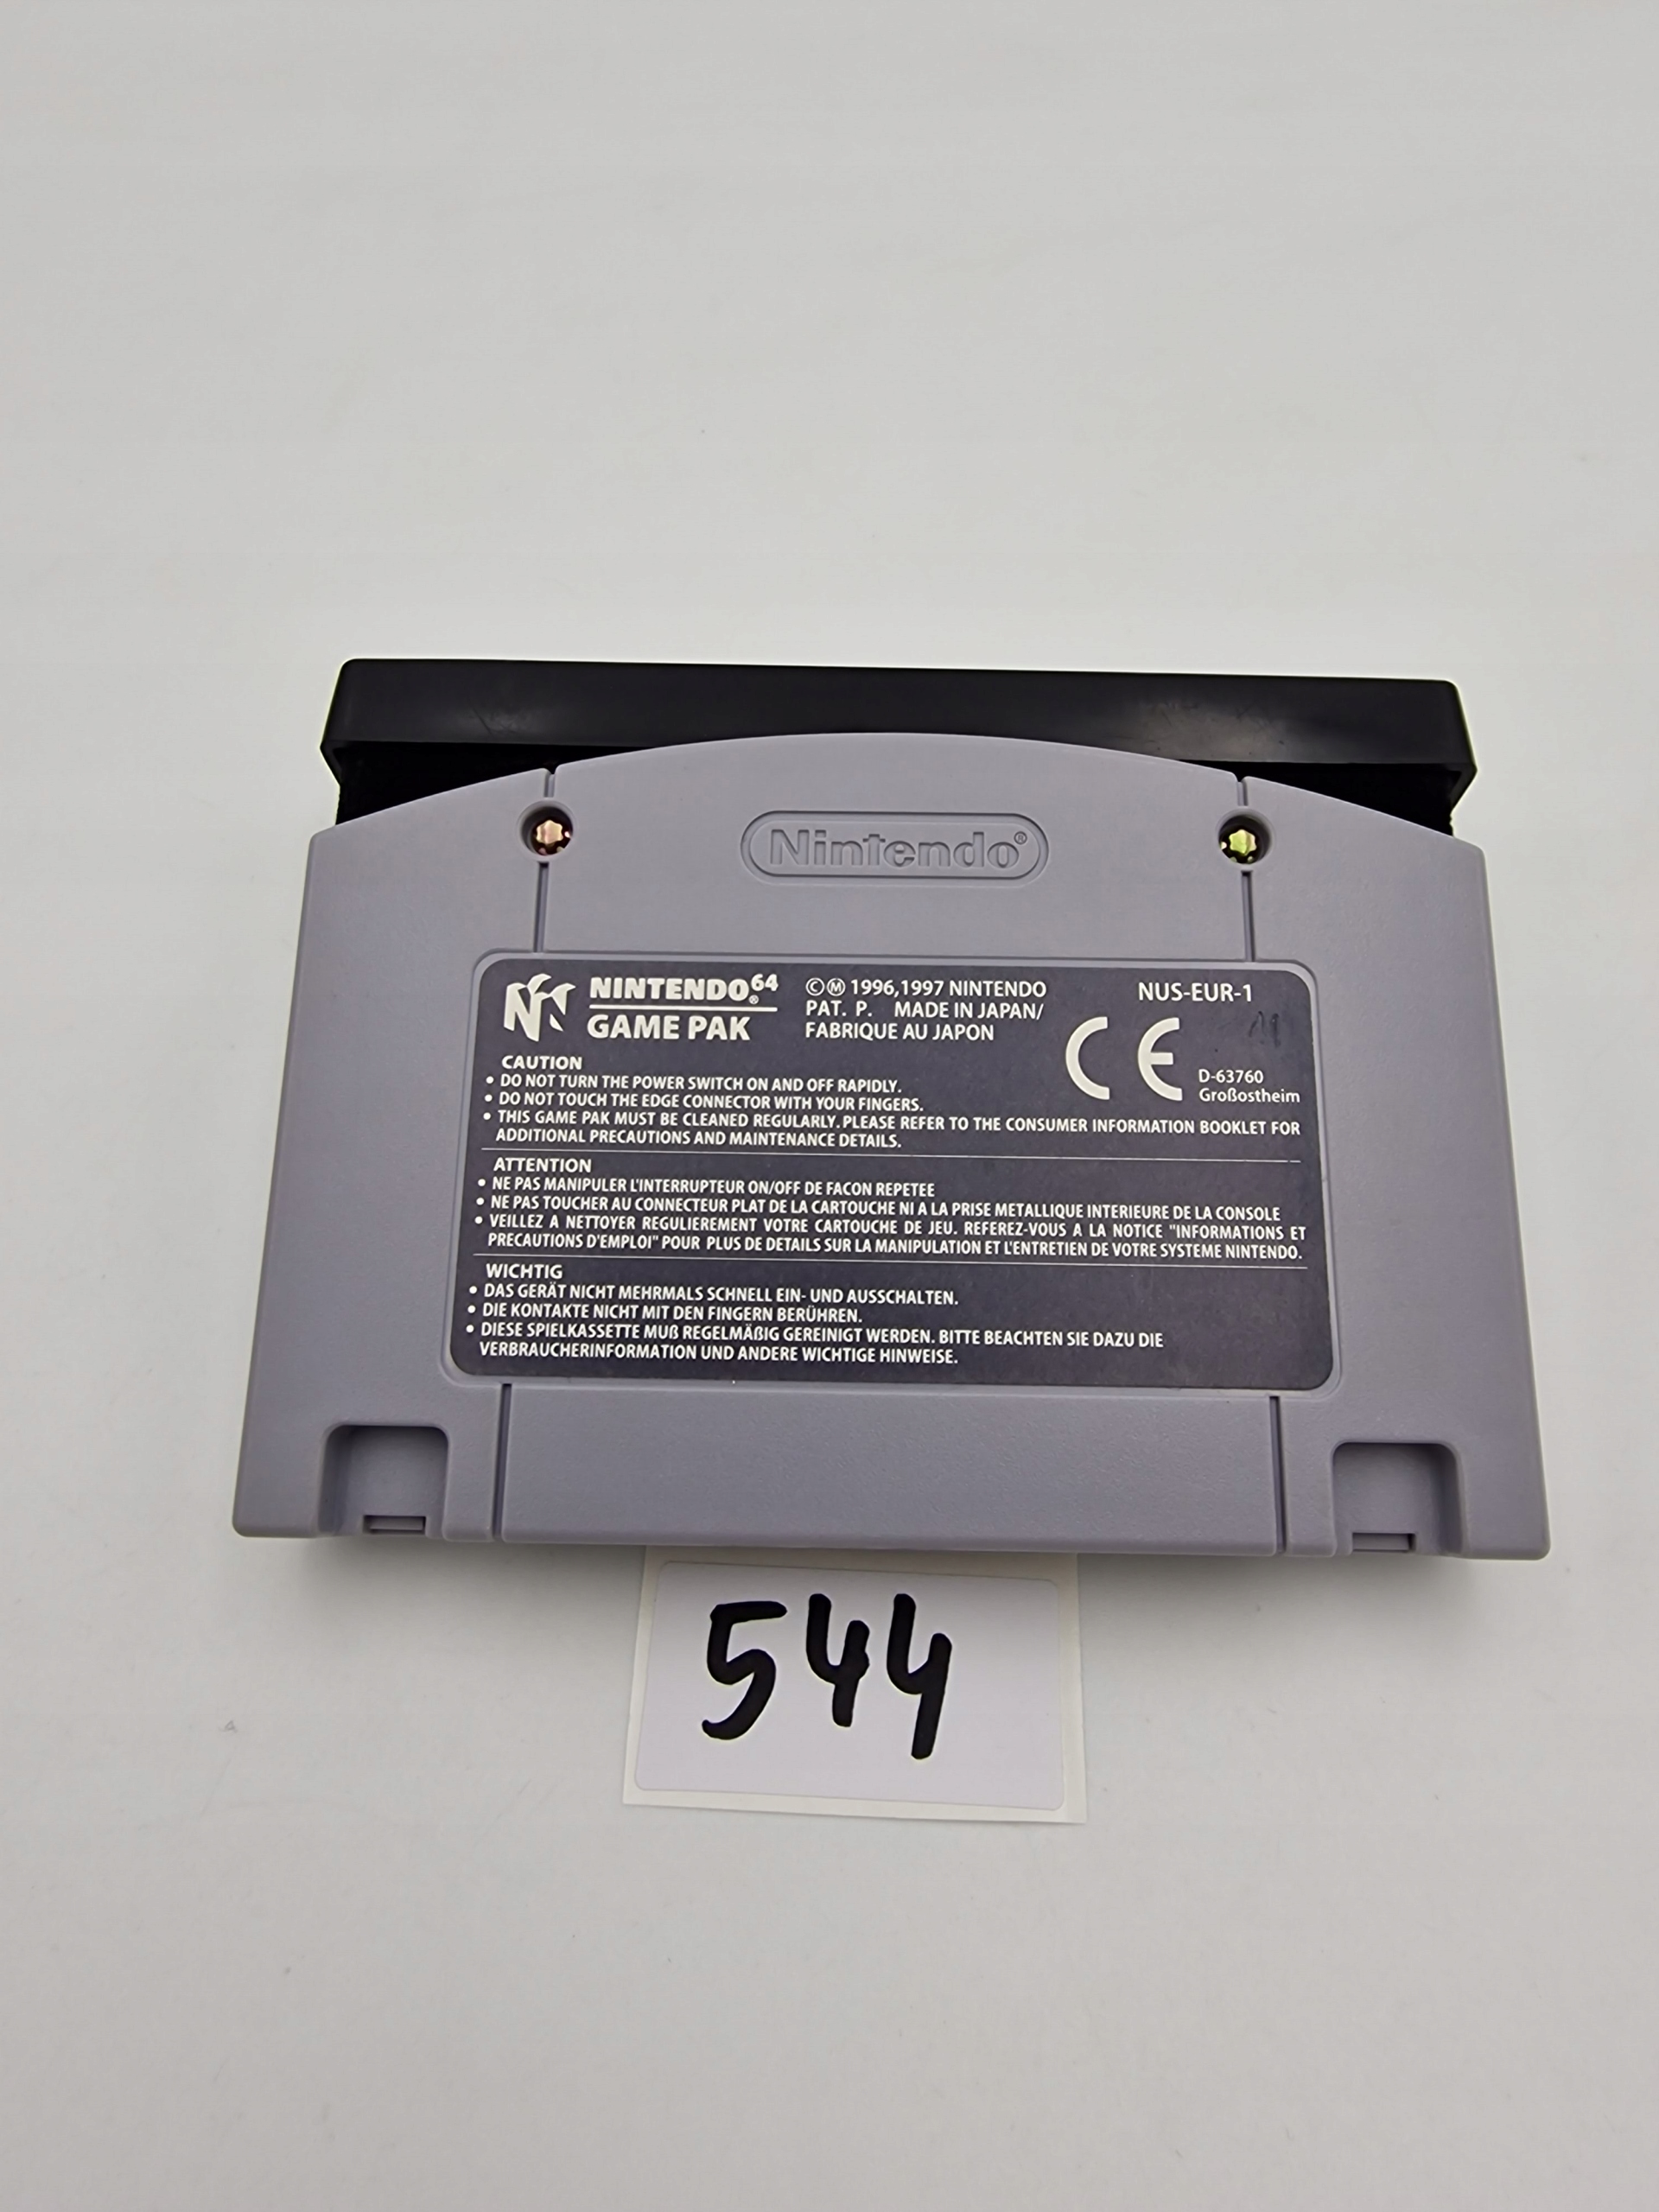 Nintendo®
NINTENDO®64
GAME PAK
©Ⓜ 1996,1997 NINTENDO
PAT. P. MADE IN JAPAN/
FABRIQUE AU JAPON
NUS-EUR-1
CE
D-63760
Großostheim
CAUTION
• DO NOT TURN THE POWER SWITCH ON AND OFF RAPIDLY.
• DO NOT TOUCH THE EDGE CONNECTOR WITH YOUR FINGERS.
• THIS GAME PAK MUST BE CLEANED REGULARLY. PLEASE REFER TO THE CONSUMER INFORMATION BOOKLET FOR
ADDITIONAL PRECAUTIONS AND MAINTENANCE DETAILS.
ATTENTION
• NE PAS MANIPULER L'INTERRUPTEUR ON/OFF DE FACON REPETEE
• NE PAS TOUCHER AU CONNECTEUR PLAT DE LA CARTOUCHE NI A LA PRISE METALLIQUE INTERIEURE DE LA CONSOLE
• VEILLEZ A NETTOYER REGULIEREMENT VOTRE CARTOUCHE DE JEU. REFEREZ-VOUS A LA NOTICE "INFORMATIONS ET
PRECAUTIONS D'EMPLOI" POUR PLUS DE DETAILS SUR LA MANIPULATION ET L'ENTRETIEN DE VOTRE SYSTEME NINTENDO.
WICHTIG
• DAS GERÄT NICHT MEHRMALS SCHNELL EIN- UND AUSSCHALTEN.
• DIE KONTAKTE NICHT MIT DEN FINGERN BERÜHREN.
• DIESE SPIELKASSETTE MUß REGELMÄßIG GEREINIGT WERDEN. BITTE BEACHTEN SIE DAZU DIE
VERBRAUCHERINFORMATION UND ANDERE WICHTIGE HINWEISE.
544